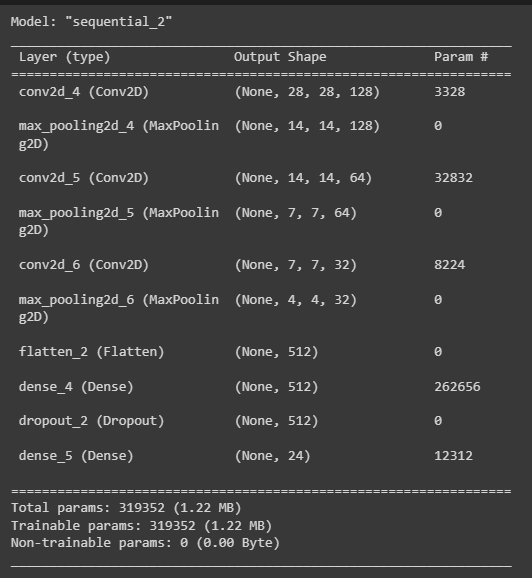 Model: "sequential_2"
Layer (type) Output Shape Param #
conv2d_4 (Conv2D) (None, 28, 28, 128) 3328
max_pooling2d_4 (MaxPoolin (None, 14, 14, 128) 0
g2D)
conv2d_5 (Conv2D) (None, 14, 14, 64) 32832
max_pooling2d_5 (MaxPoolin (None, 7, 7, 64) 0
g2D)
conv2d_6 (Conv2D) (None, 7, 7, 32) 8224
max_pooling2d_6 (MaxPoolin (None, 4, 4, 32) 0
g2D)
flatten_2 (Flatten) (None, 512) 0
dense_4 (Dense) (None, 512) 262656
dropout_2 (Dropout) (None, 512) 0
dense_5 (Dense) (None, 24) 12312
Total params: 319352 (1.22 MB)
Trainable params: 319352 (1.22 MB)
Non-trainable params: 0 (0.00 Byte)